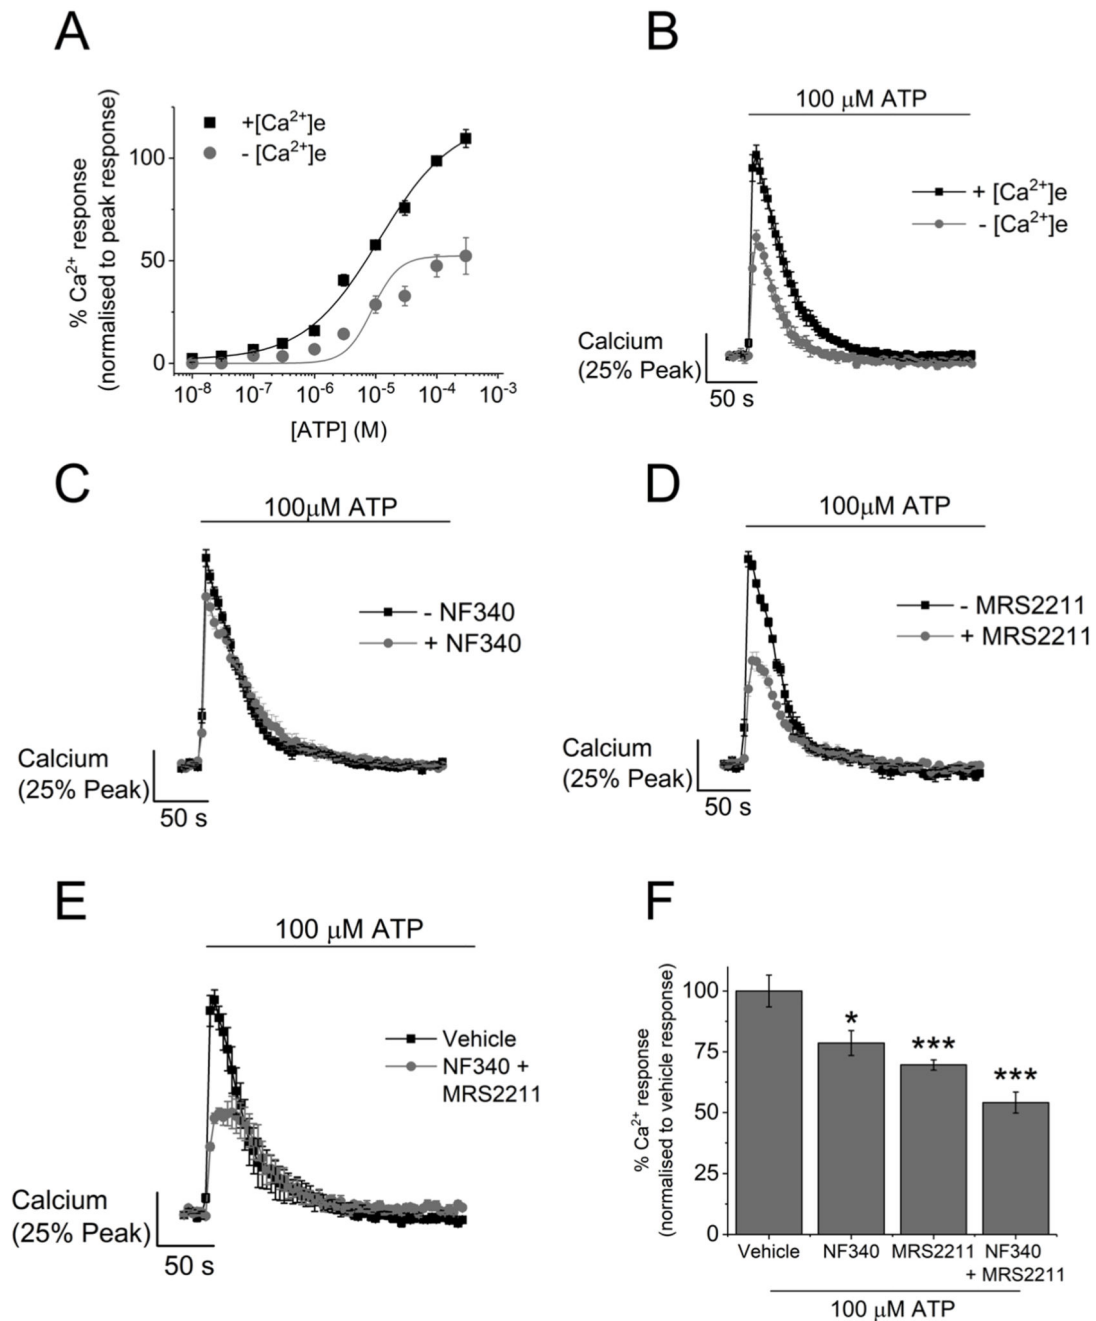 A
% Ca²⁺ response
(normalised to peak response)
100
50
0
+[Ca²⁺]e
- [Ca²⁺]e
10⁻⁸ 10⁻⁷ 10⁻⁶ 10⁻⁵ 10⁻⁴ 10⁻³
[ATP] (M)
B
100 μM ATP
+ [Ca²⁺]e
- [Ca²⁺]e
Calcium
(25% Peak)
50 s
C
100μM ATP
- NF340
+ NF340
Calcium
(25% Peak)
50 s
D
100μM ATP
- MRS2211
+ MRS2211
Calcium
(25% Peak)
50 s
E
100 μM ATP
Vehicle
NF340 +
MRS2211
Calcium
(25% Peak)
50 s
F
% Ca²⁺ response
(normalised to vehicle response)
100
75
50
25
0
*
***
***
Vehicle NF340 MRS2211 NF340
+ MRS2211
100 μM ATP